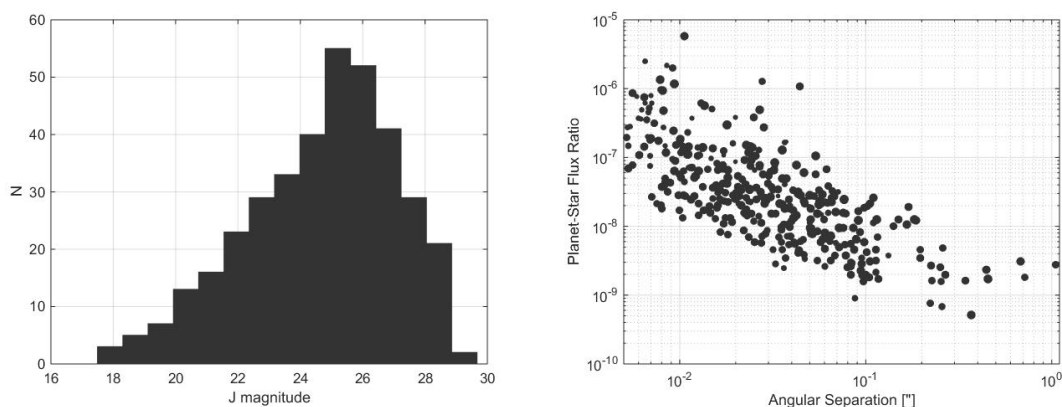 60
50
40
30
20
10
0
N
16 18 20 22 24 26 28 30
J magnitude
10^-5
10^-6
10^-7
10^-8
10^-9
10^-10
Planet-Star Flux Ratio
10^-2 10^-1 10^0
Angular Separation ["]